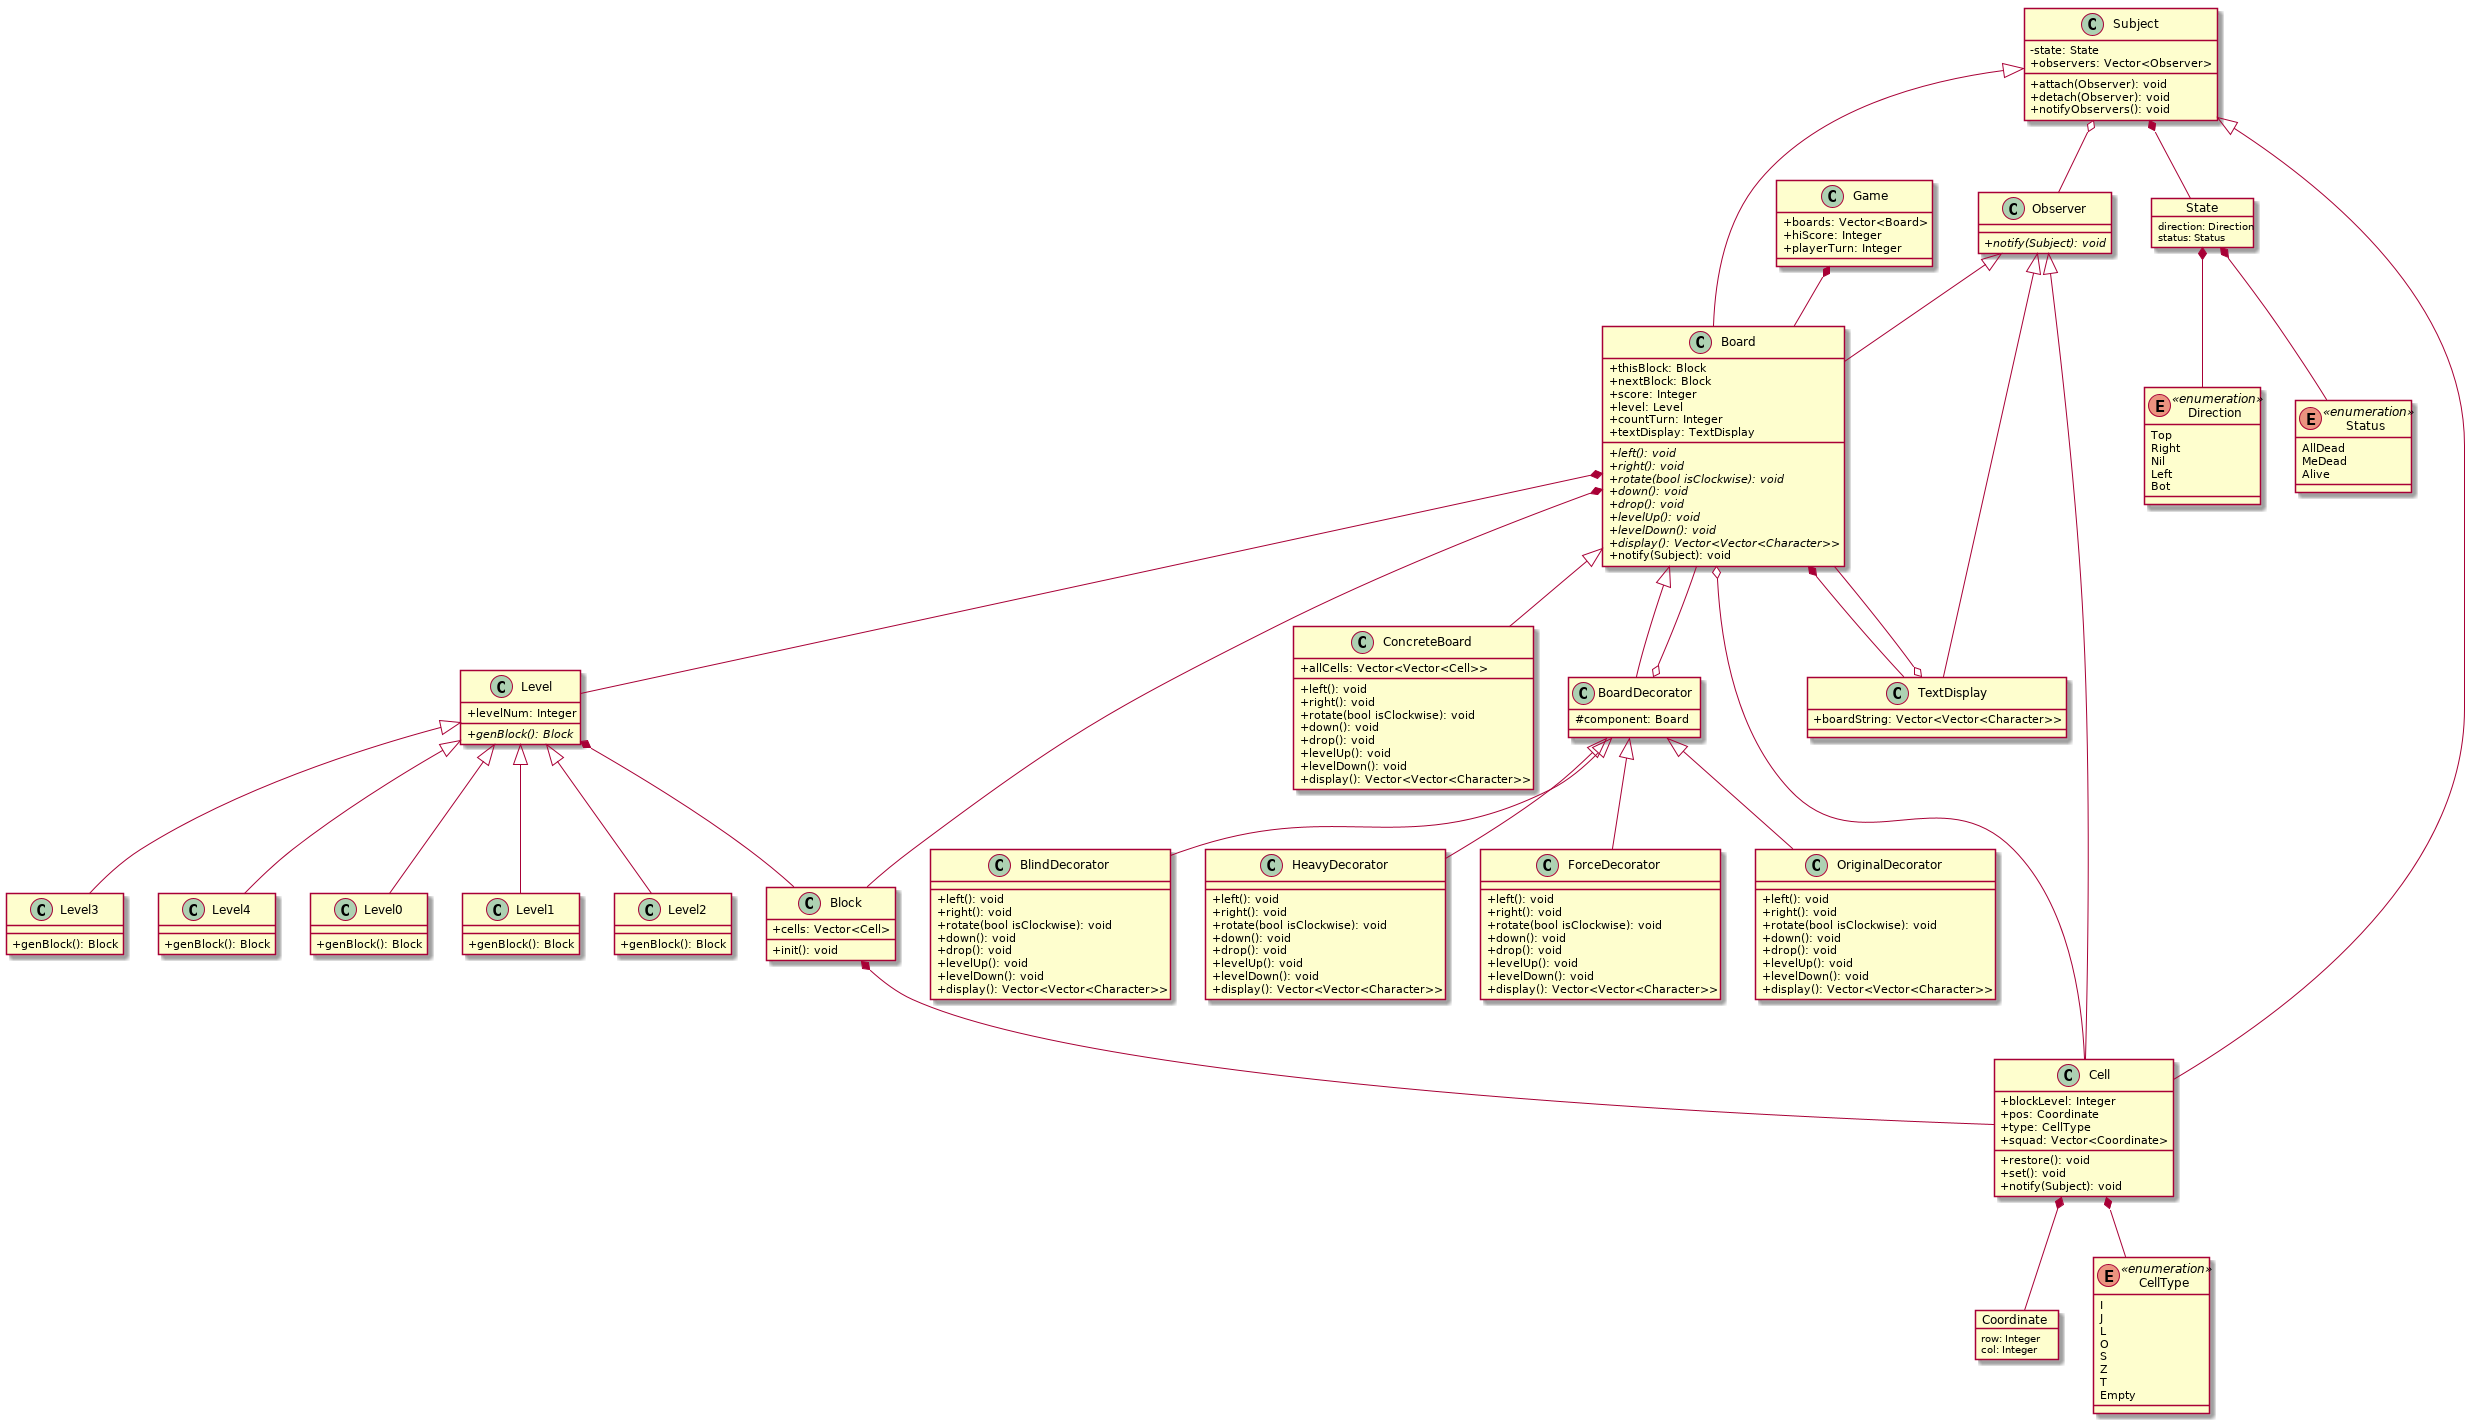 C Subject
-state: State
+observers: Vector<Observer>
+attach(Observer): void
+detach(Observer): void
+notifyObservers(): void
C Game
+boards: Vector<Board>
+hiScore: Integer
+playerTurn: Integer
C Observer
+notify(Subject): void
State
direction: Direction
status: Status
C Board
+thisBlock: Block
+nextBlock: Block
+score: Integer
+level: Level
+countTurn: Integer
+textDisplay: TextDisplay
+left(): void
+right(): void
+rotate(bool isClockwise): void
+down(): void
+drop(): void
+levelUp(): void
+levelDown(): void
+display(): Vector<Vector<Character>>
+notify(Subject): void
E «enumeration»
Direction
Top
Right
Nil
Left
Bot
E «enumeration»
Status
AllDead
MeDead
Alive
C Level
+levelNum: Integer
+genBlock(): Block
C ConcreteBoard
+allCells: Vector<Vector<Cell>>
+left(): void
+right(): void
+rotate(bool isClockwise): void
+down(): void
+drop(): void
+levelUp(): void
+levelDown(): void
+display(): Vector<Vector<Character>>
C BoardDecorator
#component: Board
C TextDisplay
+boardString: Vector<Vector<Character>>
C Level3
+genBlock(): Block
C Level4
+genBlock(): Block
C Level0
+genBlock(): Block
C Level1
+genBlock(): Block
C Level2
+genBlock(): Block
C Block
+cells: Vector<Cell>
+init(): void
C BlindDecorator
+left(): void
+right(): void
+rotate(bool isClockwise): void
+down(): void
+drop(): void
+levelUp(): void
+levelDown(): void
+display(): Vector<Vector<Character>>
C HeavyDecorator
+left(): void
+right(): void
+rotate(bool isClockwise): void
+down(): void
+drop(): void
+levelUp(): void
+levelDown(): void
+display(): Vector<Vector<Character>>
C ForceDecorator
+left(): void
+right(): void
+rotate(bool isClockwise): void
+down(): void
+drop(): void
+levelUp(): void
+levelDown(): void
+display(): Vector<Vector<Character>>
C OriginalDecorator
+left(): void
+right(): void
+rotate(bool isClockwise): void
+down(): void
+drop(): void
+levelUp(): void
+levelDown(): void
+display(): Vector<Vector<Character>>
C Cell
+blockLevel: Integer
+pos: Coordinate
+type: CellType
+squad: Vector<Coordinate>
+restore(): void
+set(): void
+notify(Subject): void
Coordinate
row: Integer
col: Integer
E «enumeration»
CellType
I
J
L
O
S
Z
T
Empty